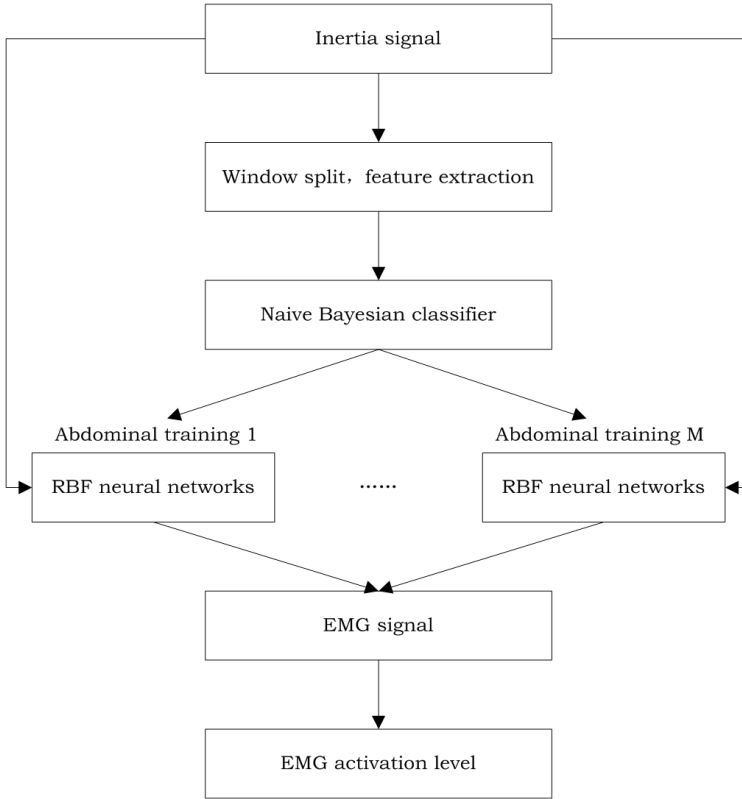 Inertia signal
Window split，feature extraction
Naive Bayesian classifier
Abdominal training 1
Abdominal training M
RBF neural networks
......
RBF neural networks
EMG signal
EMG activation level